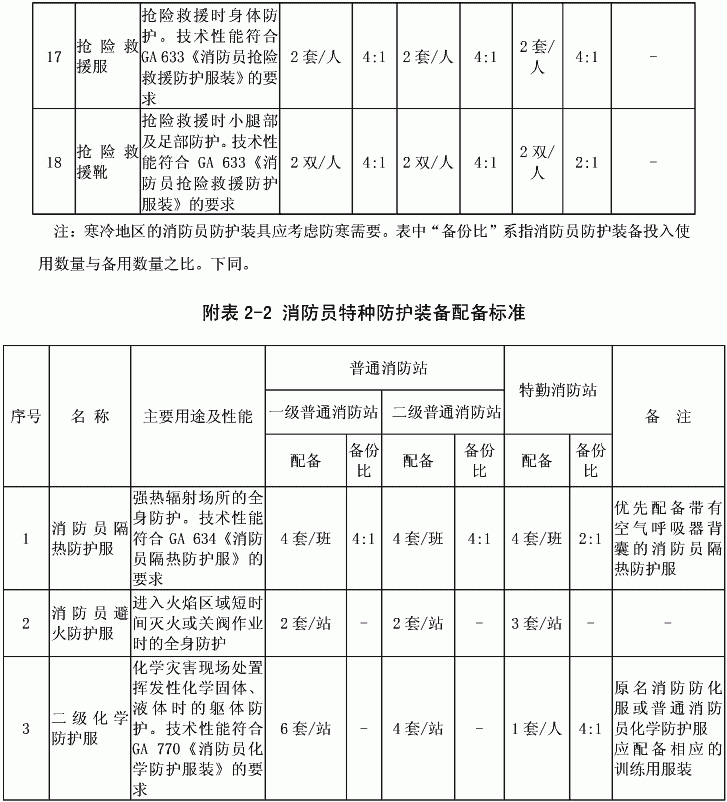 17 抢险救援服 抢险救援时身体防护。技术性能符合GA 633《消防员抢险救援防护服装》的要求 2套/人 4:1 2套/人 4:1 2套/人 4:1 -
18 抢险救援靴 抢险救援时小腿部及足部防护。技术性能符合 GA 633《消防员抢险救援防护服装》的要求 2双/人 4:1 2双/人 4:1 2双/人 2:1 -
注：寒冷地区的消防员防护装具应考虑防寒需要。表中“备份比”系指消防员防护装备投入使
用数量与备用数量之比。下同。
附表2-2 消防员特种防护装备配备标准
序号 名 称 主要用途及性能 普通消防站 特勤消防站 备 注
一级普通消防站 二级普通消防站
配备 备份比 配备 备份比 配备 备份比
1 消防员隔热防护服 强热辐射场所的全身防护。技术性能符合GA 634《消防员隔热防护服》的要求 4套/班 4:1 4套/班 4:1 4套/班 2:1 优先配备带有空气呼吸器背囊的消防员隔热防护服
2 消防员避火防护服 进入火焰区域短时间灭火或关阀作业时的全身防护 2套/站 - 2套/站 - 3套/站 - -
3 二级化学防护服 化学灾害现场处置挥发性化学固体、液体时的躯体防护。技术性能符合GA 770《消防员化学防护服装》的要求 6套/站 - 4套/站 - 1套/人 4:1 原名消防防化服或普通消防员化学防护服应配备相应的训练用服装